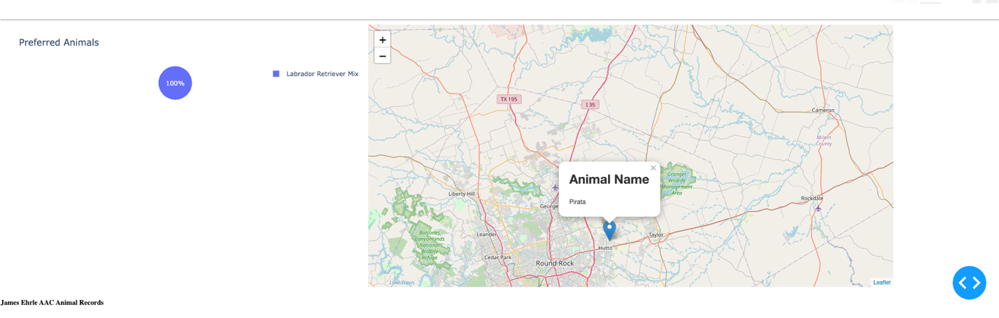 Preferred Animals
100%
Labrador Retriever Mix
+
−
TX 195
I 35
Cameron
Milam
County
Granger
Wildlife
Management
Area
Animal Name
×
Pirata
Liberty Hill
George
Rockdale
Balcones
Canyonlands
National
Wildlife
Refuge
Leander
Taylor
Hutto
Cedar Park
Round Rock
Lake Travis
Leaflet
James Ehrle AAC Animal Records